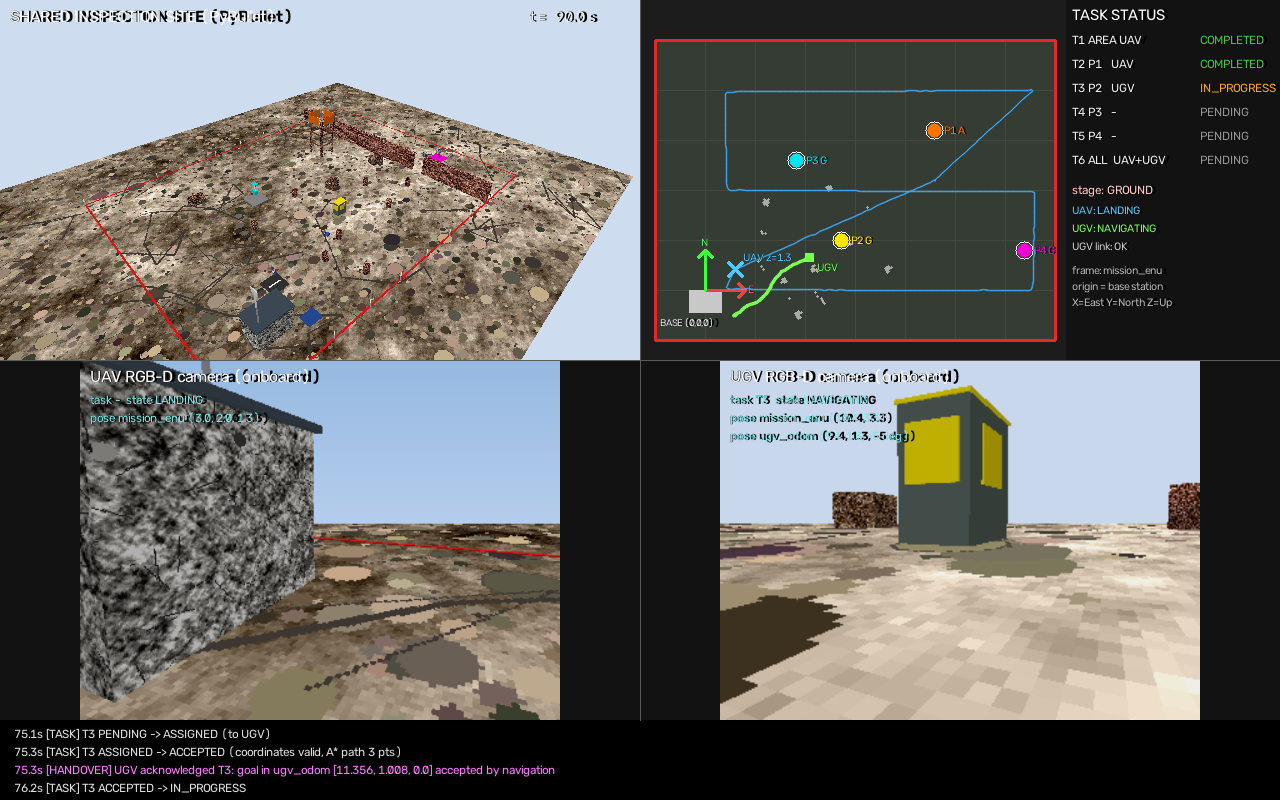 SHARED INSPECTION SITE (PyBullet)
t = 90.0 s
P1 A
P3 G
P2 G
P4 G
N
UAV z=1.3
UGV
E
BASE (0,0,0)
TASK STATUS
T1 AREA UAV COMPLETED
T2 P1 UAV COMPLETED
T3 P2 UGV IN_PROGRESS
T4 P3 - PENDING
T5 P4 - PENDING
T6 ALL UAV+UGV PENDING
stage: GROUND
UAV: LANDING
UGV: NAVIGATING
UGV link: OK
frame: mission_enu
origin = base station
X=East Y=North Z=Up
UAV RGB-D camera (onboard)
task - state LANDING
pose mission_enu (3.0, 2.0, 1.3)
UGV RGB-D camera (onboard)
task T3 state NAVIGATING
pose mission_enu (10.4, 3.3)
pose ugv_odom (9.4, 1.3, -5 deg)
75.1s [TASK] T3 PENDING -> ASSIGNED (to UGV)
75.3s [TASK] T3 ASSIGNED -> ACCEPTED (coordinates valid, A* path 3 pts)
75.3s [HANDOVER] UGV acknowledged T3: goal in ugv_odom [11.356, 1.008, 0.0] accepted by navigation
76.2s [TASK] T3 ACCEPTED -> IN_PROGRESS